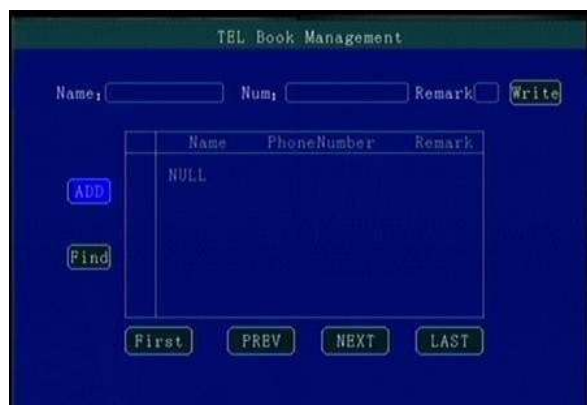 TEL Book Management
Name: Num: Remark Write
Name PhoneNumber Remark
NULL
ADD
Find
First PREV NEXT LAST